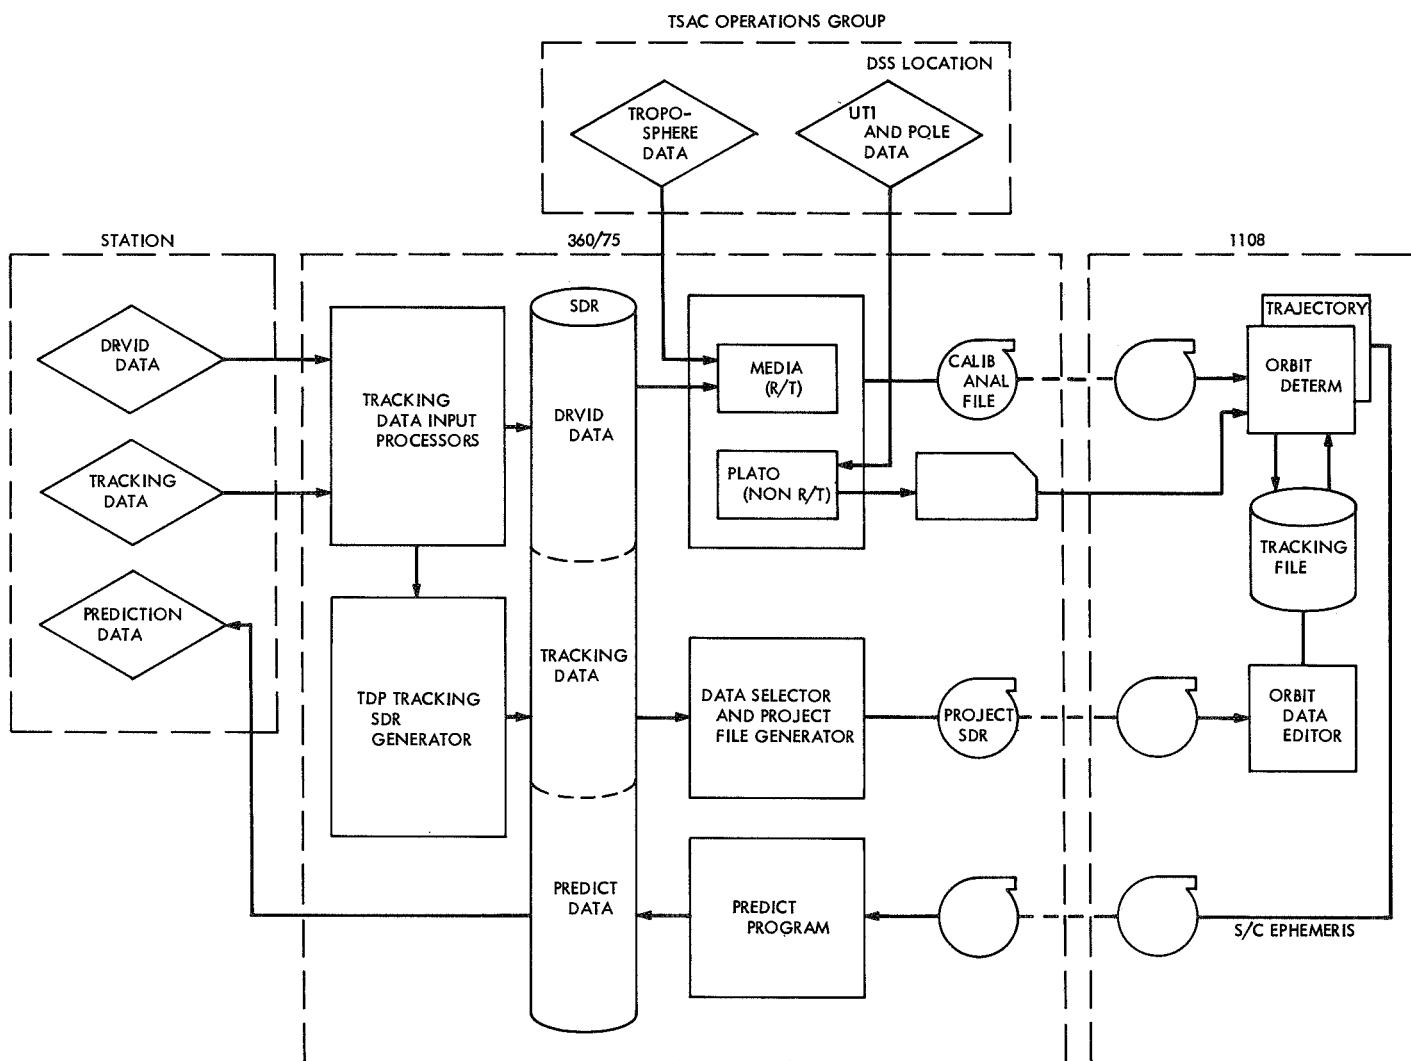 TSAC OPERATIONS GROUP
DSS LOCATION
TROPO-
SPHERE
DATA
UT1
AND POLE
DATA
STATION
360/75
1108
DRVID
DATA
TRACKING
DATA
PREDICTION
DATA
TRACKING
DATA INPUT
PROCESSORS
TDP TRACKING
SDR
GENERATOR
SDR
DRVID
DATA
TRACKING
DATA
PREDICT
DATA
MEDIA
(R/T)
PLATO
(NON R/T)
DATA SELECTOR
AND PROJECT
FILE GENERATOR
PREDICT
PROGRAM
CALIB
ANAL
FILE
PROJECT
SDR
TRAJECTORY
ORBIT
DETERM
TRACKING
FILE
ORBIT
DATA
EDITOR
S/C EPHEMERIS